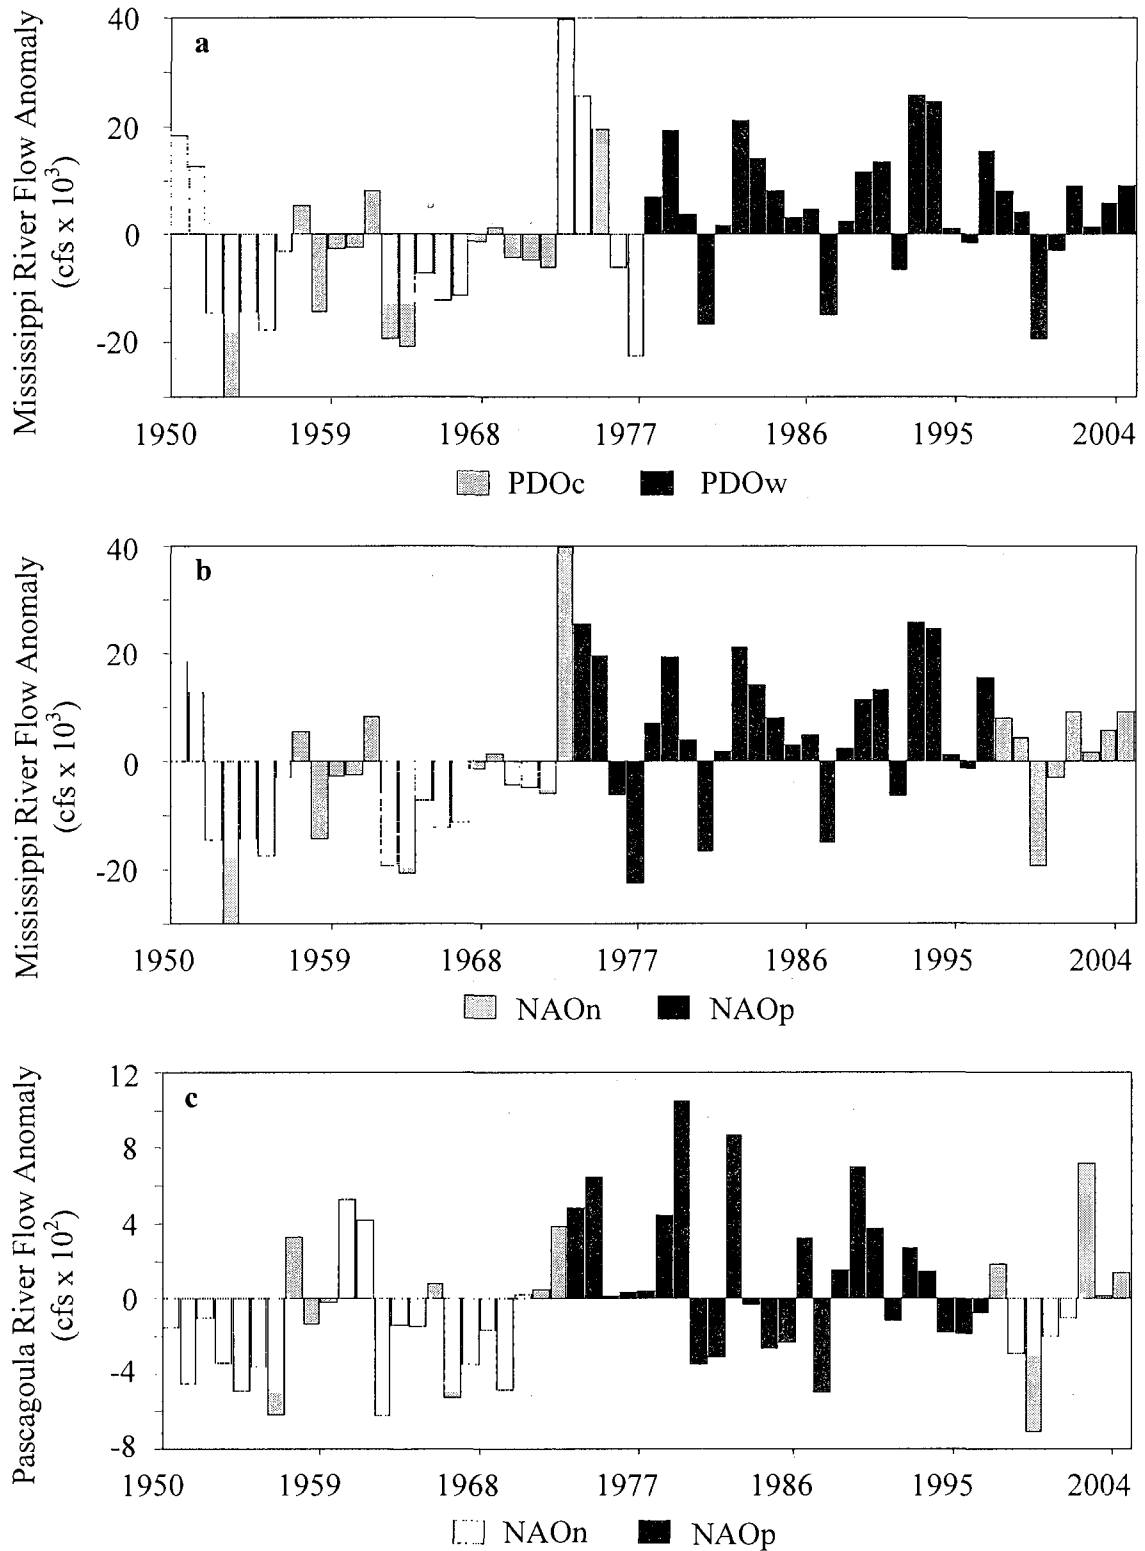 a
Mississippi River Flow Anomaly
(cfs x 10³)
40
20
0
-20
1950 1959 1968 1977 1986 1995 2004
PDOc PDOw
b
Mississippi River Flow Anomaly
(cfs x 10³)
40
20
0
-20
1950 1959 1968 1977 1986 1995 2004
NAOn NAOp
c
Pascagoula River Flow Anomaly
(cfs x 10²)
12
8
4
0
-4
-8
1950 1959 1968 1977 1986 1995 2004
NAOn NAOp